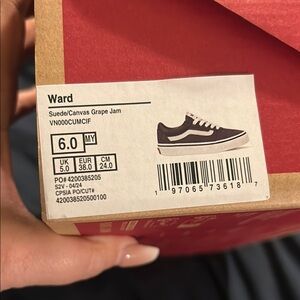 Ward
Suede/Canvas Grape Jam
VN000CUMCIF
6.0 MY
UK EUR CM
5.0 38.0 24.0
PO# 4200385205
S2V - 04/24
CPSIA PO/CUT#
420038520500100
1 97065 73618 7